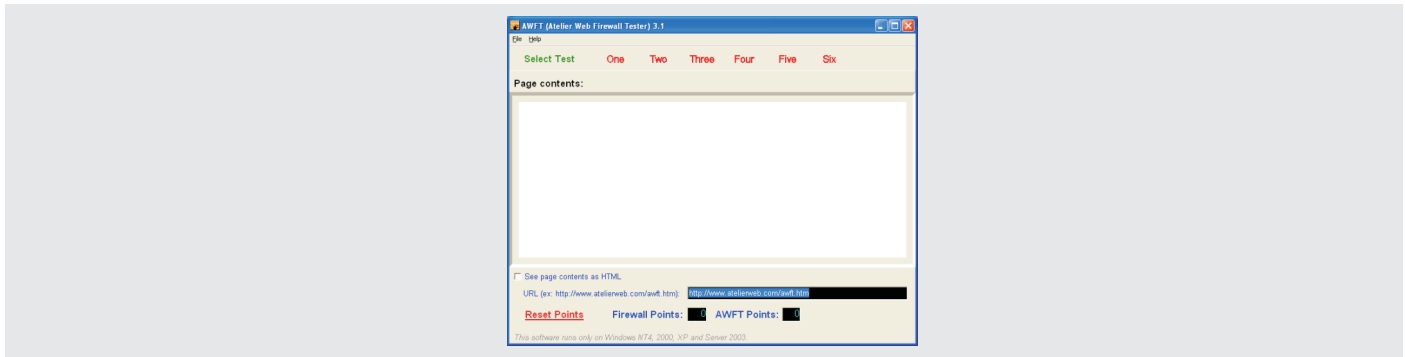 AWFT (Atelier Web Firewall Tester) 3.1
File Help
Select Test One Two Three Four Five Six
Page contents:
See page contents as HTML
URL (ex: http://www.atelierweb.com/awft.htm): http://www.atelierweb.com/awft.htm
Reset Points Firewall Points: 0 AWFT Points: 0
This software runs only on Windows NT4, 2000, XP and Server 2003.